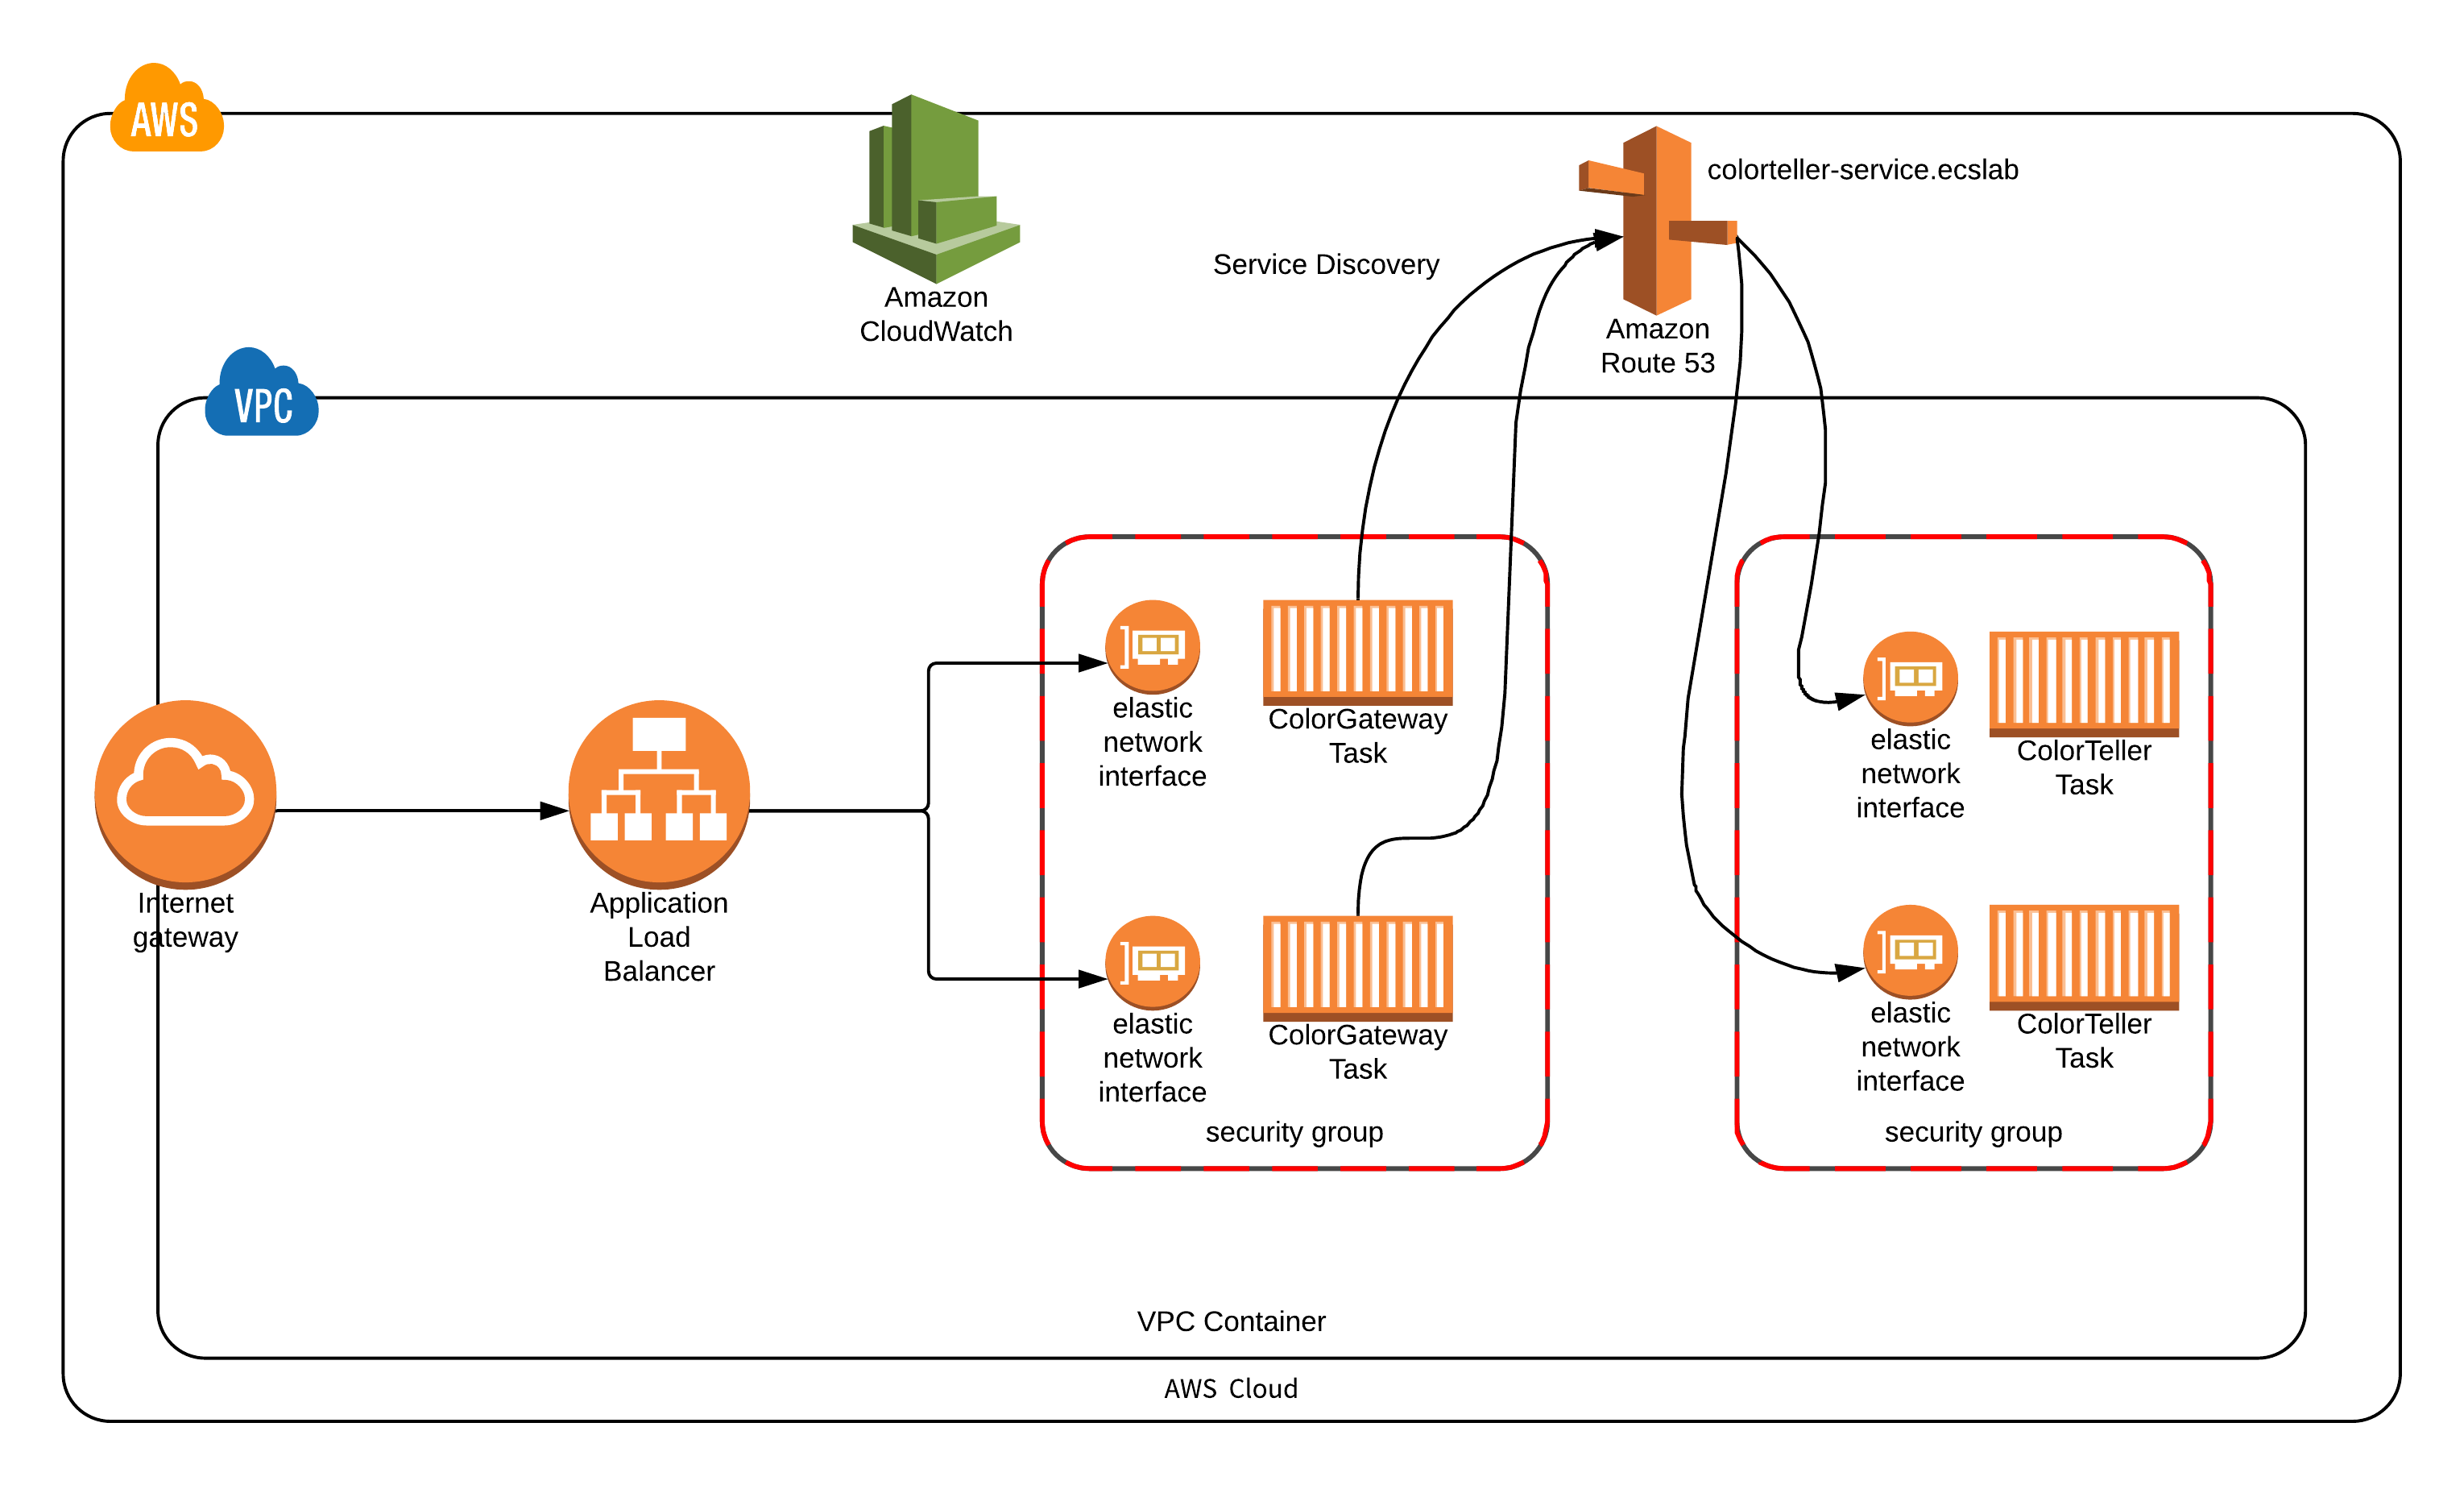 AWS
colorteller-service.ecslab
Service Discovery
Amazon
CloudWatch
Amazon
Route 53
VPC
elastic
network
interface
ColorGateway
Task
elastic
network
interface
ColorTeller
Task
Internet
gateway
Application
Load
Balancer
elastic
network
interface
ColorGateway
Task
elastic
network
interface
ColorTeller
Task
security group
security group
VPC Container
AWS Cloud